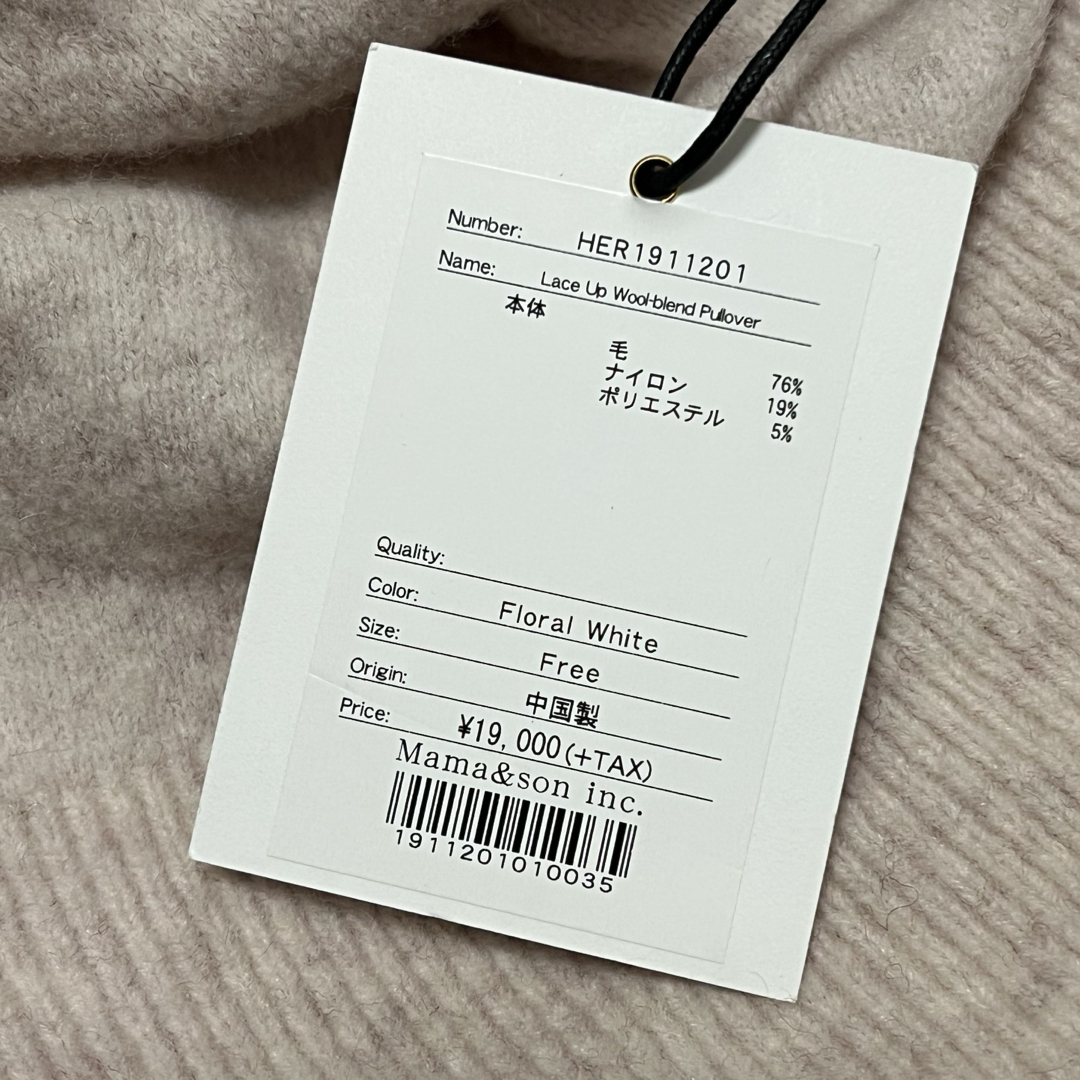 Number: HER1911201
Name: Lace Up Wool-blend Pullover
本体
毛 76%
ナイロン 19%
ポリエステル 5%
Quality:
Color: Floral White
Size: Free
Origin: 中国製
Price: ¥19,000(+TAX)
Mama&son inc.
1911201010035